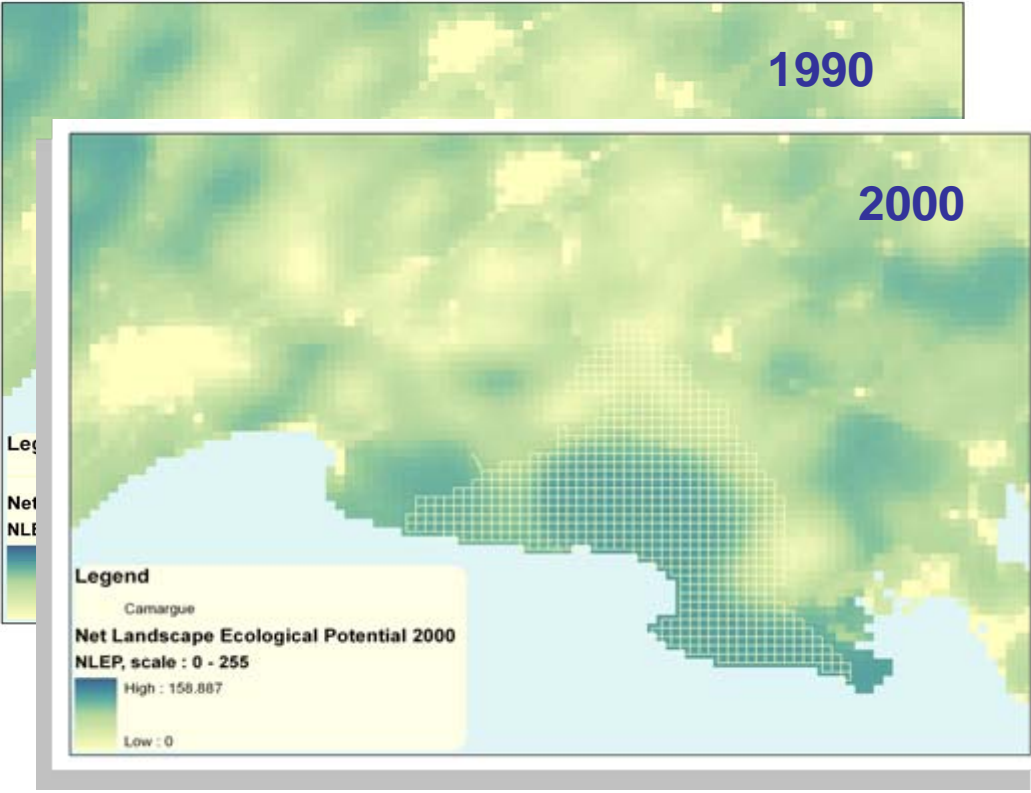 1990
2000
Leg
Net
NLE
Legend
Camargue
Net Landscape Ecological Potential 2000
NLEP, scale : 0 - 255
High : 158.887
Low : 0